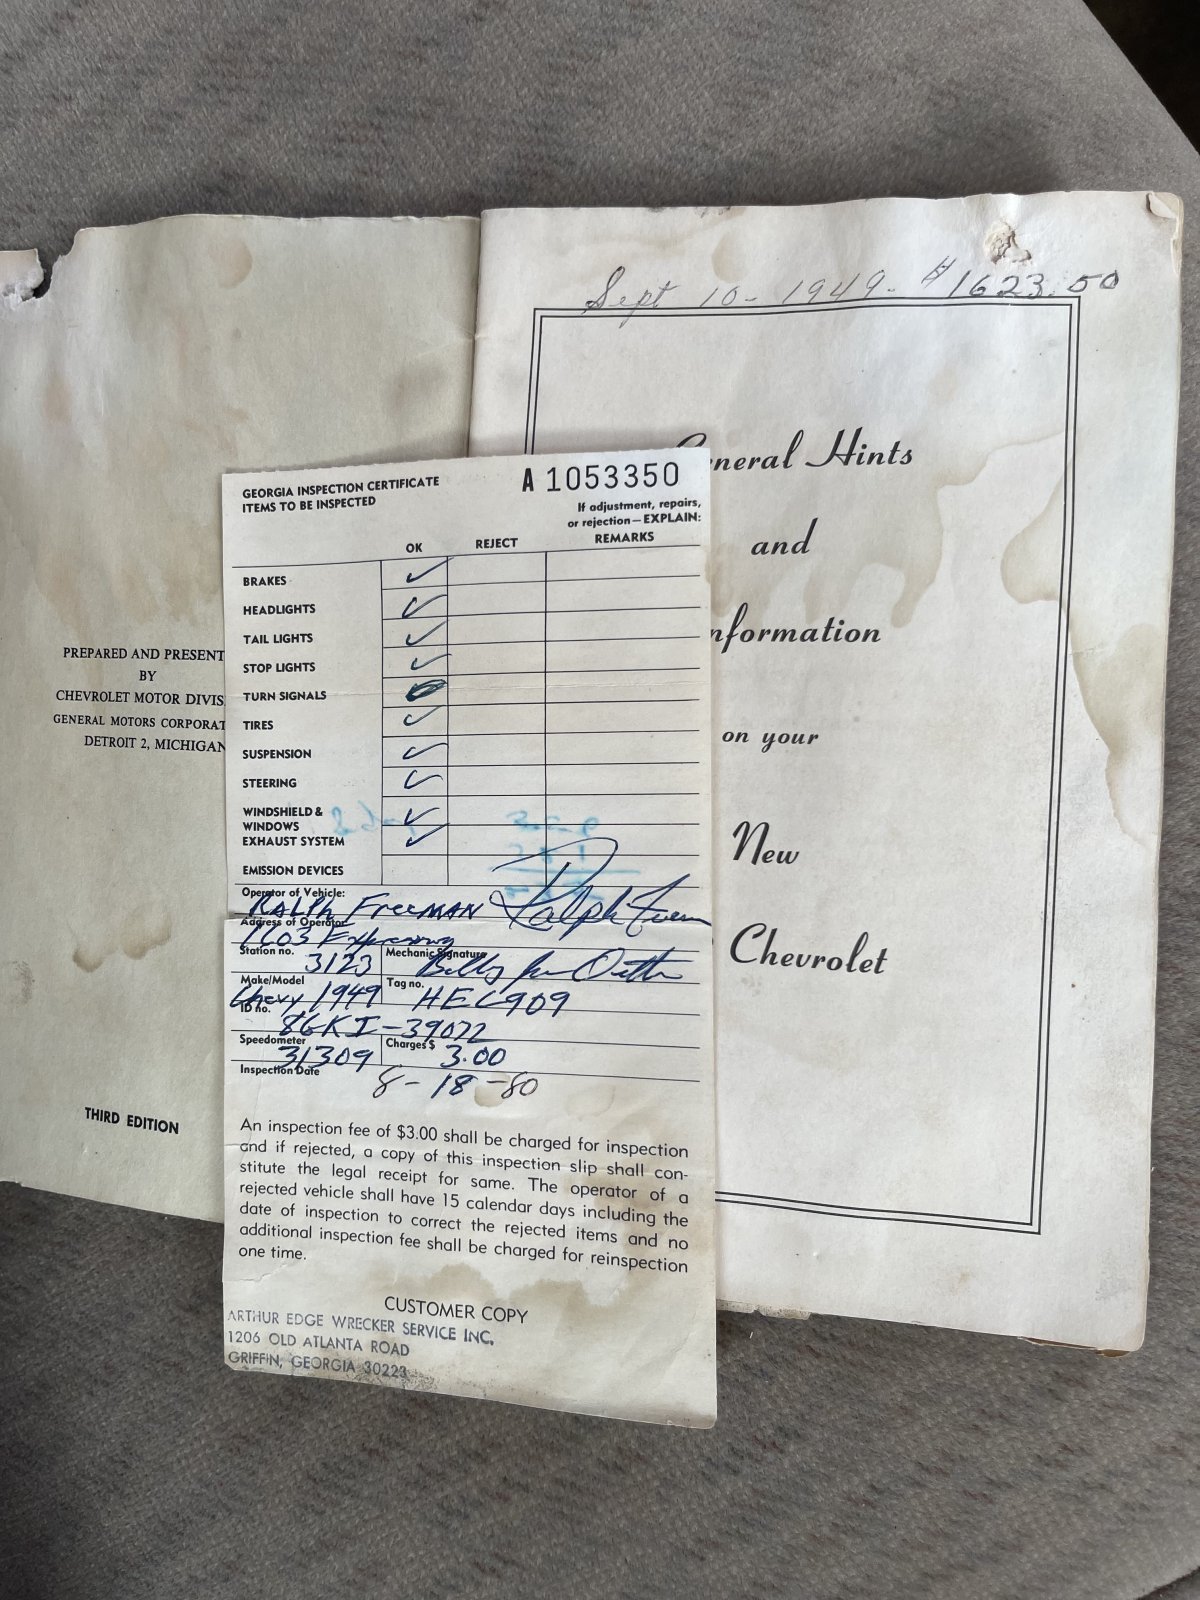 PREPARED AND PRESENT
BY
CHEVROLET MOTOR DIVIS
GENERAL MOTORS CORPORAT
DETROIT 2, MICHIGAN
THIRD EDITION
Sept 10 - 1949 - $1623.50
General Hints
and
nformation
on your
New
Chevrolet
GEORGIA INSPECTION CERTIFICATE
ITEMS TO BE INSPECTED
A 1053350
If adjustment, repairs,
or rejection—EXPLAIN:
OK REJECT REMARKS
BRAKES ✓
HEADLIGHTS ✓
TAIL LIGHTS ✓
STOP LIGHTS ✓
TURN SIGNALS
TIRES ✓
SUSPENSION ✓
STEERING ✓
WINDSHIELD &
WINDOWS ✓
EXHAUST SYSTEM ✓
EMISSION DEVICES
Operator of Vehicle:
RALPH FREEMAN Ralph Freeman
Address of Operator
1603
Station no. 3123 Mechanic Signature Billy
Make/Model Chevy 1949 Tag no. HEC909
ID no. 8GKI-39072
Speedometer 31309 Charges $ 3.00
Inspection Date 8-18-80
An inspection fee of $3.00 shall be charged for inspection
and if rejected, a copy of this inspection slip shall con-
stitute the legal receipt for same. The operator of a
rejected vehicle shall have 15 calendar days including the
date of inspection to correct the rejected items and no
additional inspection fee shall be charged for reinspection
one time.
CUSTOMER COPY
ARTHUR EDGE WRECKER SERVICE INC.
1206 OLD ATLANTA ROAD
GRIFFIN, GEORGIA 30223